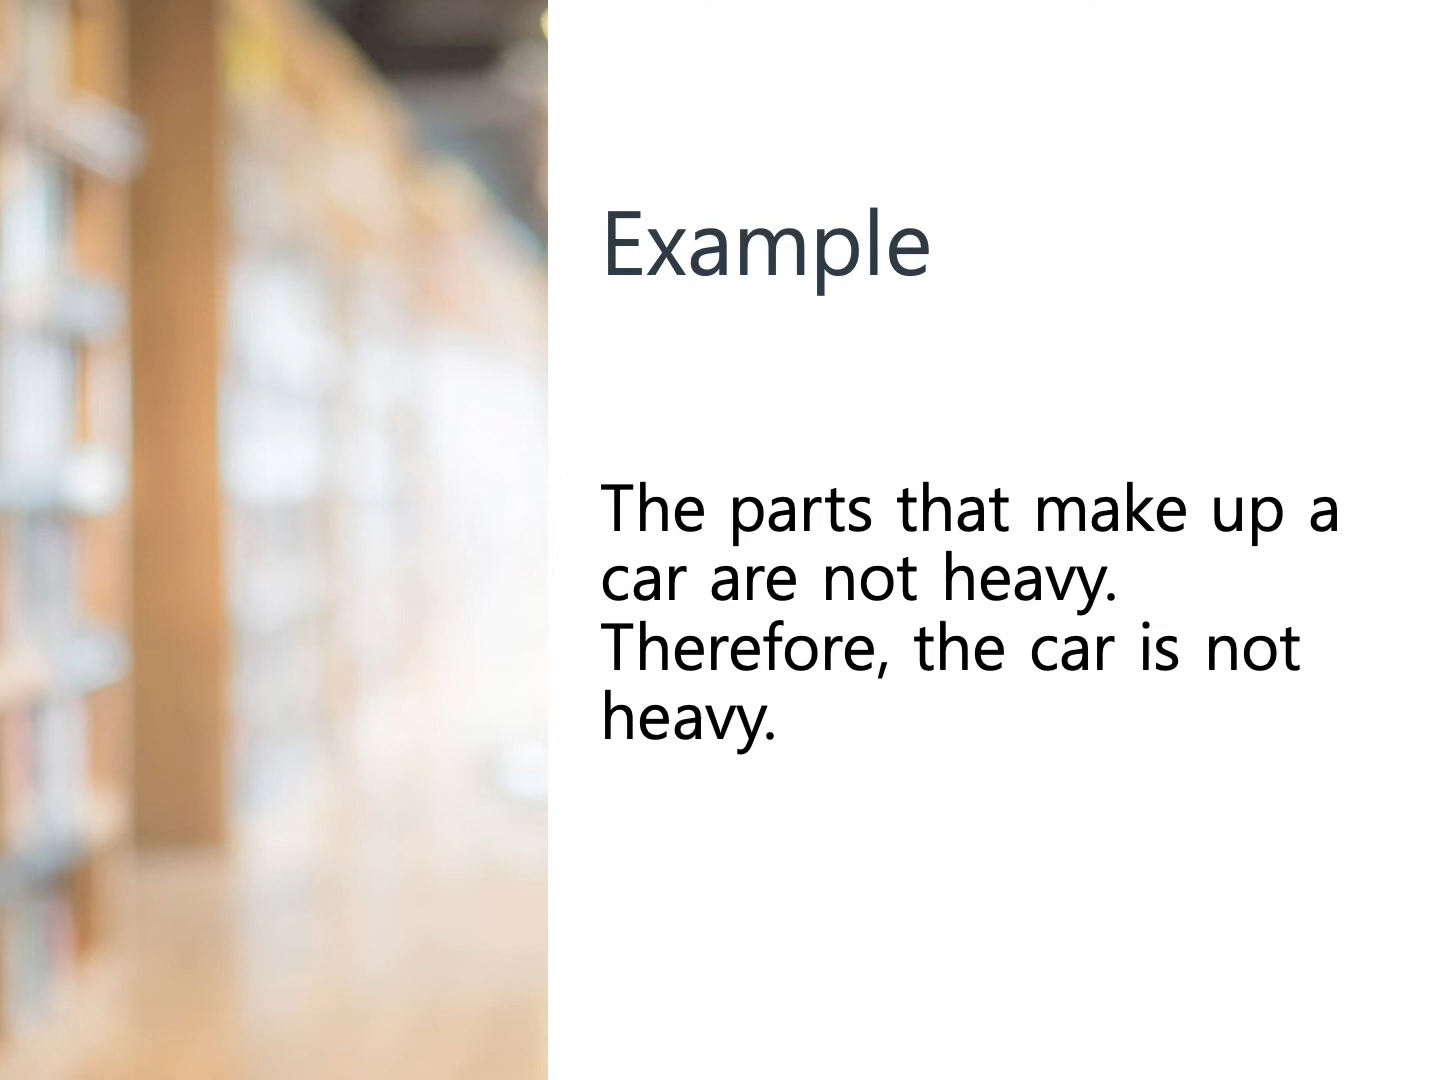 Example
The parts that make up a
car are not heavy.
Therefore, the car is not
heavy.